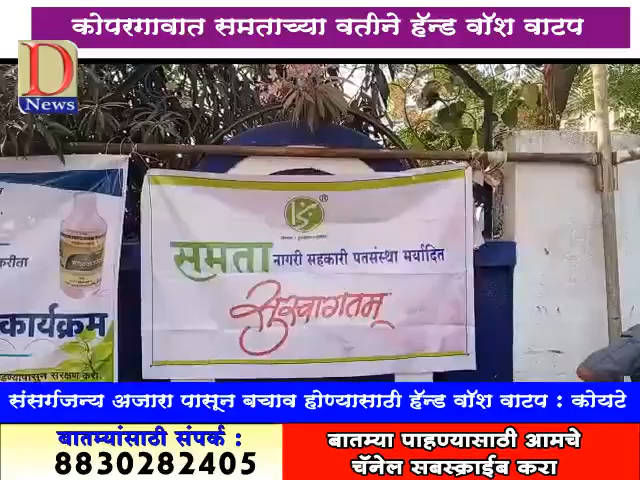 कोपरगावात समताच्या वतीने हॅन्ड वॉश वाटप
D
News
समता नागरी सहकारी पतसंस्था मर्यादित
सुस्वागतम्
करीता
कार्यक्रम
संसर्गजन्य अजारा पासून बचाव होण्यासाठी हॅन्ड वॉश वाटप : कोयटे
बातम्यांसाठी संपर्क :
8830282405
बातम्या पाहण्यासाठी आमचे
चॅनेल सबस्क्राईब करा